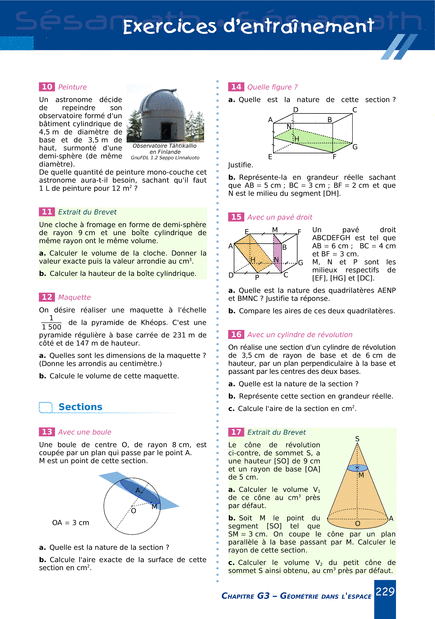 Sésamath
Exercices d'entraînement
10 Peinture
Un astronome décide
de repeindre son
observatoire formé d'un
bâtiment cylindrique de
4,5 m de diamètre de
base et de 3,5 m de
haut, surmonté d'une
demi-sphère (de même
diamètre).
Observatoire Tähtikallio
en Finlande
GnuFDL 1.2 Seppo Linnaluoto
De quelle quantité de peinture mono-couche cet
astronome aura-t-il besoin, sachant qu'il faut
1 L de peinture pour 12 m² ?
11 Extrait du Brevet
Une cloche à fromage en forme de demi-sphère
de rayon 9 cm et une boîte cylindrique de
même rayon ont le même volume.
a. Calculer le volume de la cloche. Donner la
valeur exacte puis la valeur arrondie au cm³.
b. Calculer la hauteur de la boîte cylindrique.
12 Maquette
On désire réaliser une maquette à l'échelle
1
1 500 de la pyramide de Khéops. C'est une
pyramide régulière à base carrée de 231 m de
côté et de 147 m de hauteur.
a. Quelles sont les dimensions de la maquette ?
(Donne les arrondis au centimètre.)
b. Calcule le volume de cette maquette.
Sections
13 Avec une boule
Une boule de centre O, de rayon 8 cm, est
coupée par un plan qui passe par le point A.
M est un point de cette section.
A
M
O
OA = 3 cm
a. Quelle est la nature de la section ?
b. Calcule l'aire exacte de la surface de cette
section en cm².
14 Quelle figure ?
a. Quelle est la nature de cette section ?
D
C
A
B
N
H
G
E
F
Justifie.
b. Représente-la en grandeur réelle sachant
que AB = 5 cm ; BC = 3 cm ; BF = 2 cm et que
N est le milieu du segment [DH].
15 Avec un pavé droit
E
M
F
A
B
H
N
G
D
P
C
Un pavé droit
ABCDEFGH est tel que
AB = 6 cm ; BC = 4 cm
et BF = 3 cm.
M, N et P sont les
milieux respectifs de
[EF], [HG] et [DC].
a. Quelle est la nature des quadrilatères AENP
et BMNC ? Justifie ta réponse.
b. Compare les aires de ces deux quadrilatères.
16 Avec un cylindre de révolution
On réalise une section d'un cylindre de révolution
de 3,5 cm de rayon de base et de 6 cm de
hauteur, par un plan perpendiculaire à la base et
passant par les centres des deux bases.
a. Quelle est la nature de la section ?
b. Représente cette section en grandeur réelle.
c. Calcule l'aire de la section en cm².
17 Extrait du Brevet
Le cône de révolution
ci-contre, de sommet S, a
une hauteur [SO] de 9 cm
et un rayon de base [OA]
de 5 cm.
a. Calculer le volume V₁
de ce cône au cm³ près
par défaut.
b. Soit M le point du
segment [SO] tel que
SM = 3 cm. On coupe le cône par un plan
parallèle à la base passant par M. Calculer le
rayon de cette section.
c. Calculer le volume V₂ du petit cône de
sommet S ainsi obtenu, au cm³ près par défaut.
S
M
O
A
CHAPITRE G3 – GÉOMÉTRIE DANS L'ESPACE 229